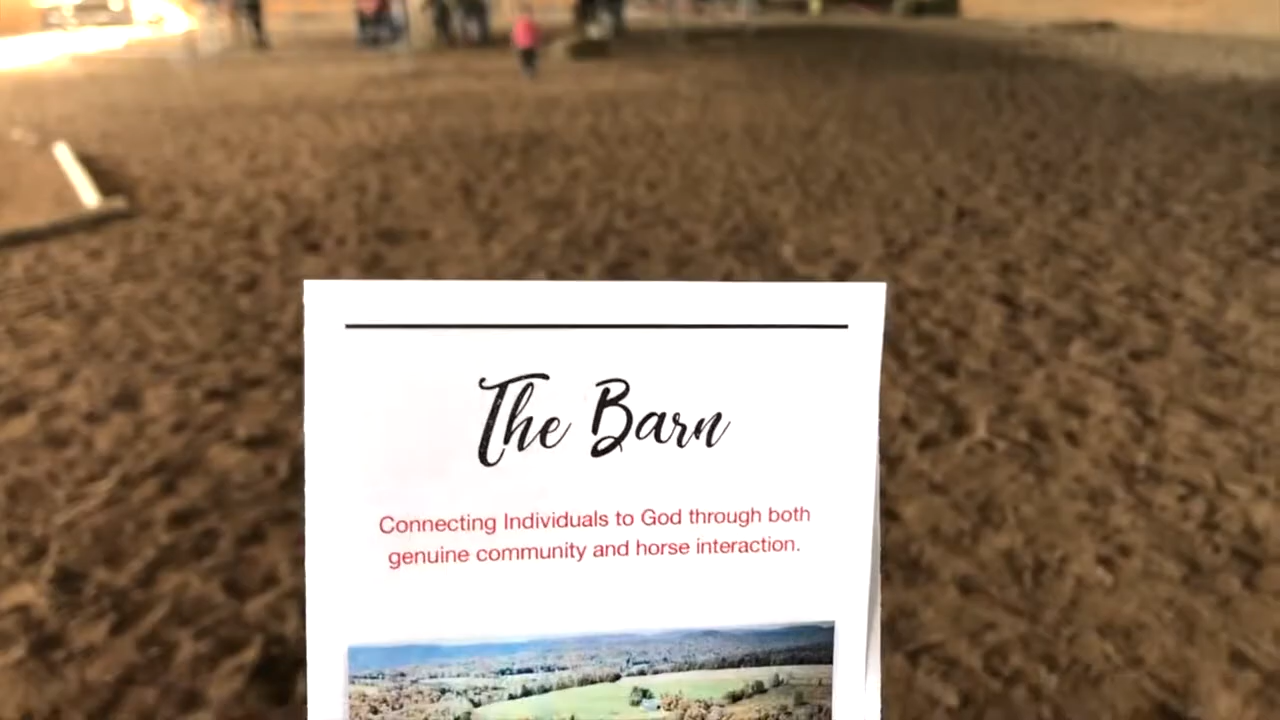 The Barn
Connecting Individuals to God through both
genuine community and horse interaction.